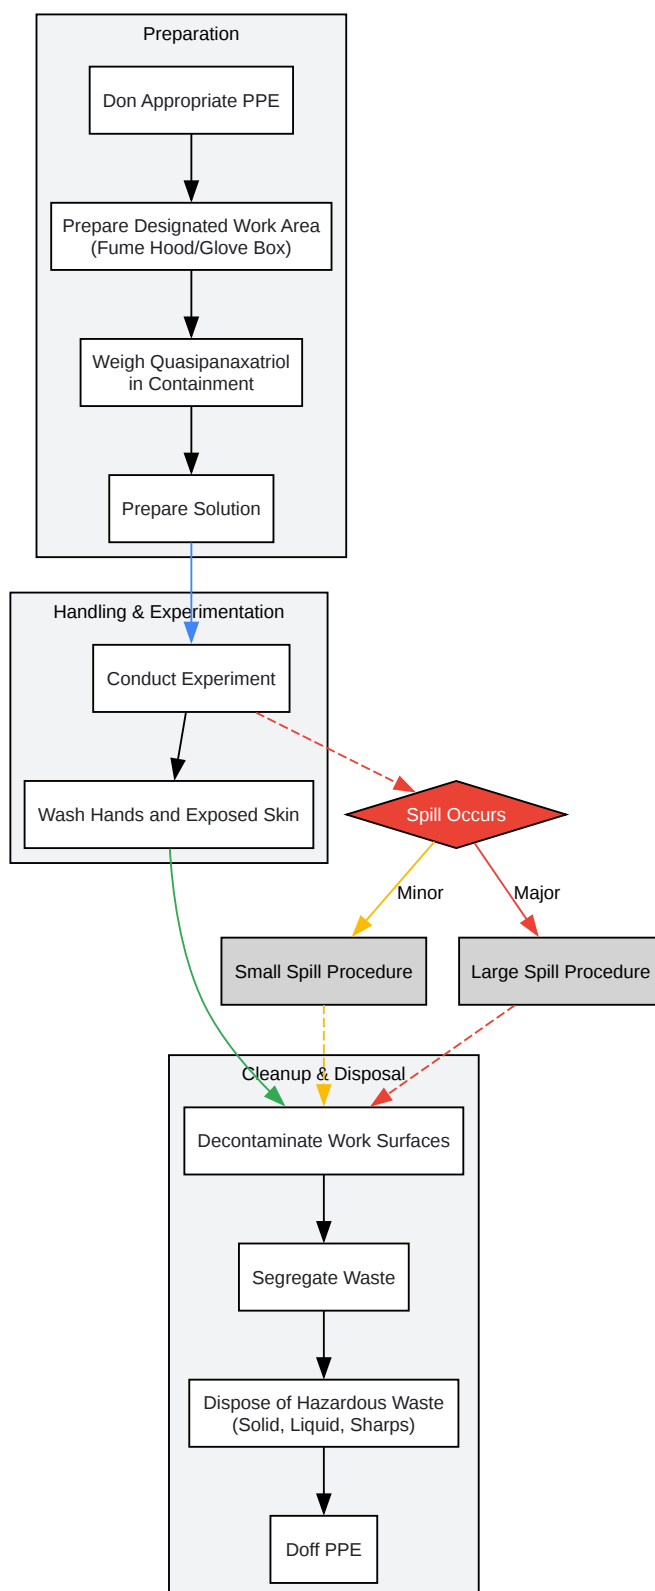 Preparation
Don Appropriate PPE
Prepare Designated Work Area
(Fume Hood/Glove Box)
Weigh Quasipanaxatriol
in Containment
Prepare Solution
Handling & Experimentation
Conduct Experiment
Wash Hands and Exposed Skin
Spill Occurs
Minor
Major
Small Spill Procedure
Large Spill Procedure
Cleanup & Disposal
Decontaminate Work Surfaces
Segregate Waste
Dispose of Hazardous Waste
(Solid, Liquid, Sharps)
Doff PPE